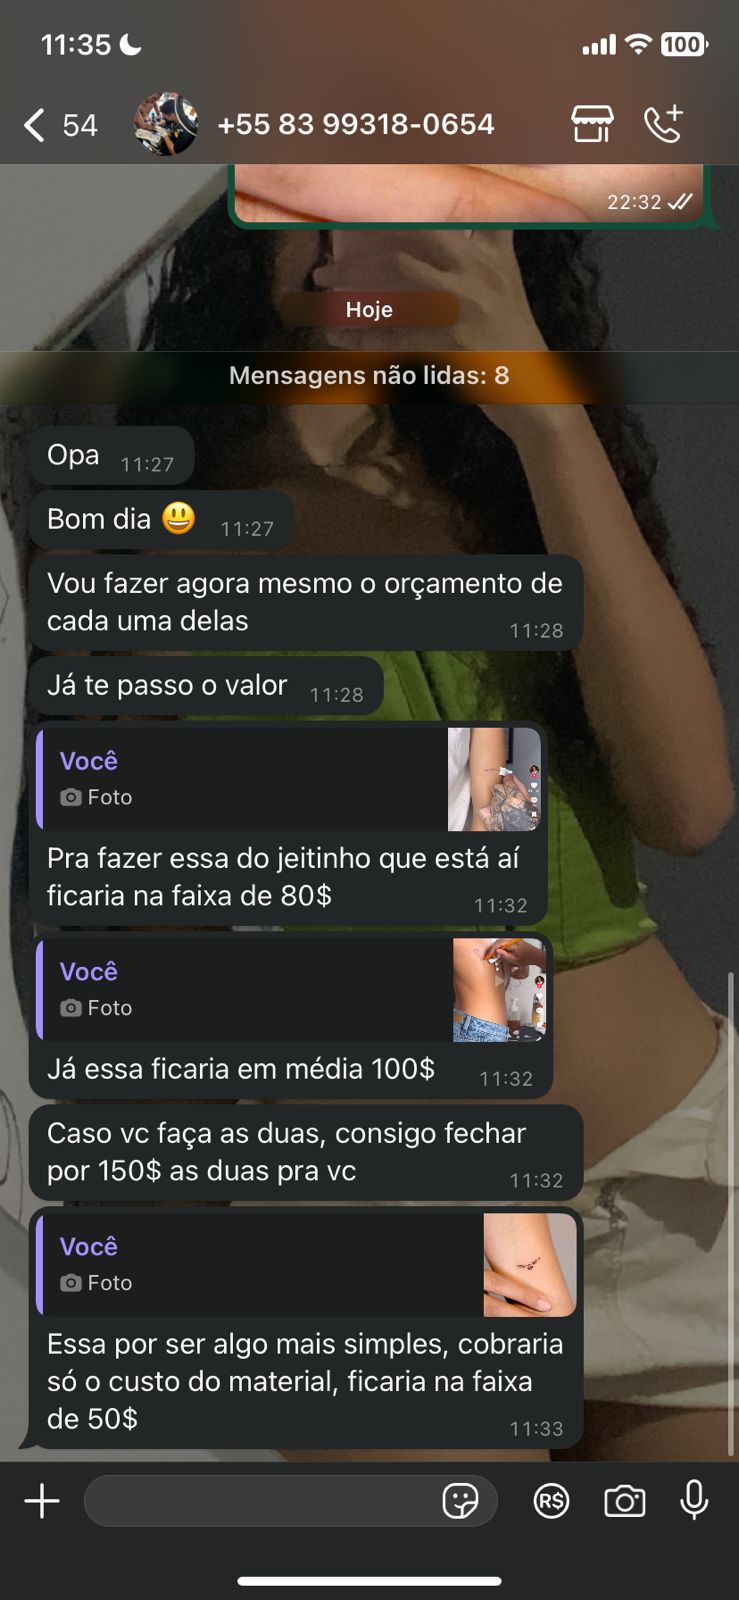 11:35
100
54
+55 83 99318-0654
22:32
Hoje
Mensagens não lidas: 8
Opa 11:27
Bom dia 😃 11:27
Vou fazer agora mesmo o orçamento de
cada uma delas 11:28
Já te passo o valor 11:28
Você
Foto
Pra fazer essa do jeitinho que está aí
ficaria na faixa de 80$ 11:32
Você
Foto
Já essa ficaria em média 100$ 11:32
Caso vc faça as duas, consigo fechar
por 150$ as duas pra vc 11:32
Você
Foto
Essa por ser algo mais simples, cobraria
só o custo do material, ficaria na faixa
de 50$ 11:33
R$